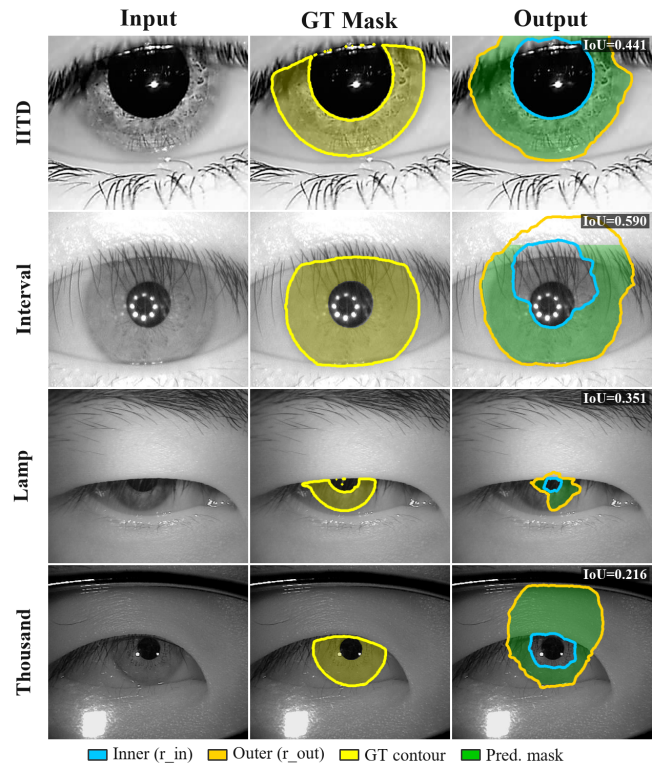 Input GT Mask Output
IITD IoU=0.441
Interval IoU=0.590
Lamp IoU=0.351
Thousand IoU=0.216
Inner (r_in) Outer (r_out) GT contour Pred. mask